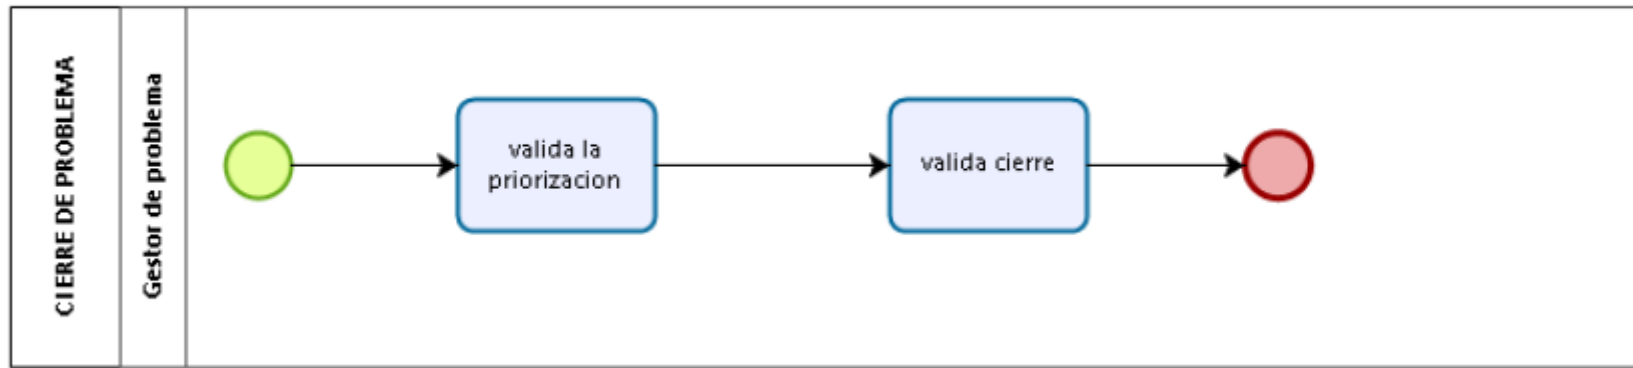 CIERRE DE PROBLEMA
Gestor de problema
valida la
priorizacion
valida cierre